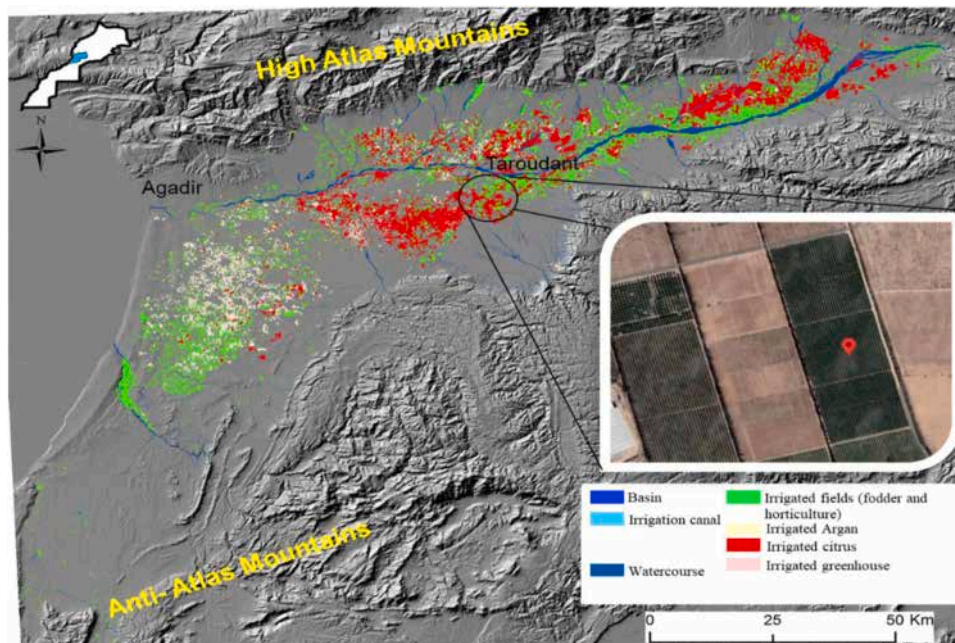 High Atlas Mountains
N
Taroudant
Agadir
Anti-Atlas Mountains
Basin
Irrigation canal
Watercourse
Irrigated fields (fodder and
horticulture)
Irrigated Argan
Irrigated citrus
Irrigated greenhouse
0 25 50 Km